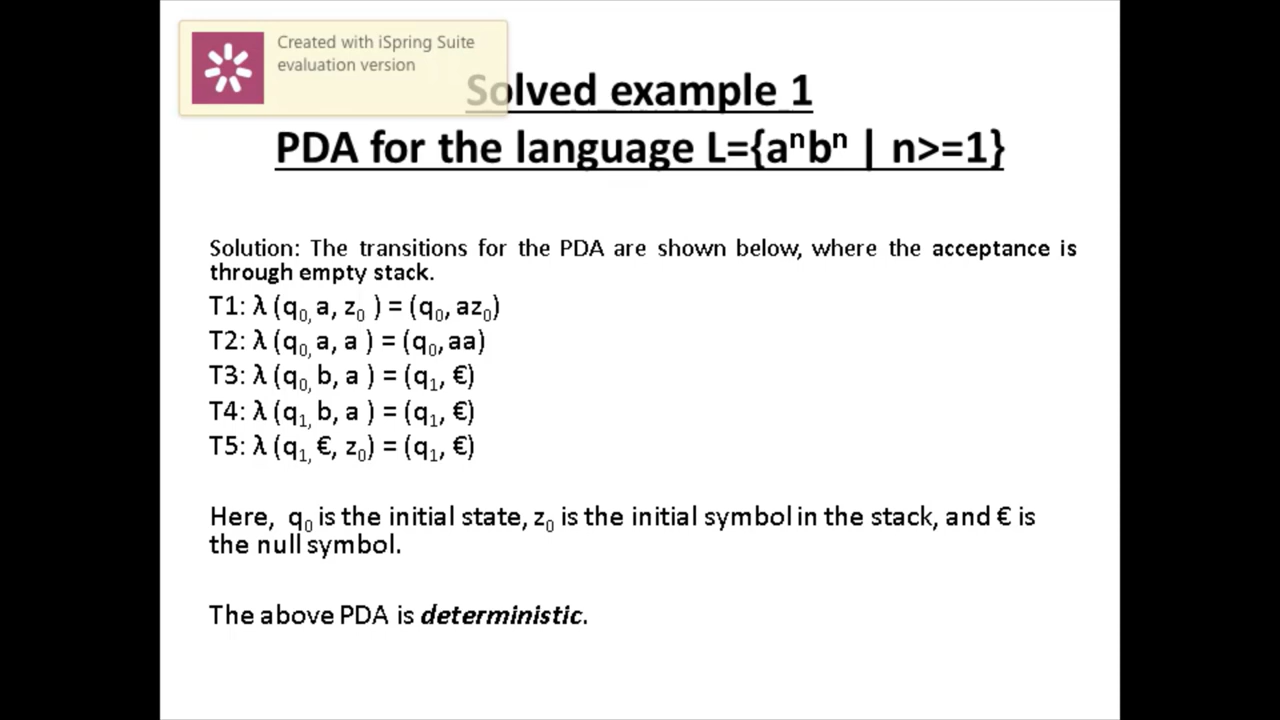 Created with iSpring Suite
evaluation version
Solved example 1
PDA for the language L={aⁿbⁿ | n>=1}
Solution: The transitions for the PDA are shown below, where the acceptance is
through empty stack.
T1: λ (q₀, a, z₀ ) = (q₀, az₀)
T2: λ (q₀, a, a ) = (q₀, aa)
T3: λ (q₀, b, a ) = (q₁, €)
T4: λ (q₁, b, a ) = (q₁, €)
T5: λ (q₁, €, z₀) = (q₁, €)
Here, q₀ is the initial state, z₀ is the initial symbol in the stack, and € is
the null symbol.
The above PDA is deterministic.